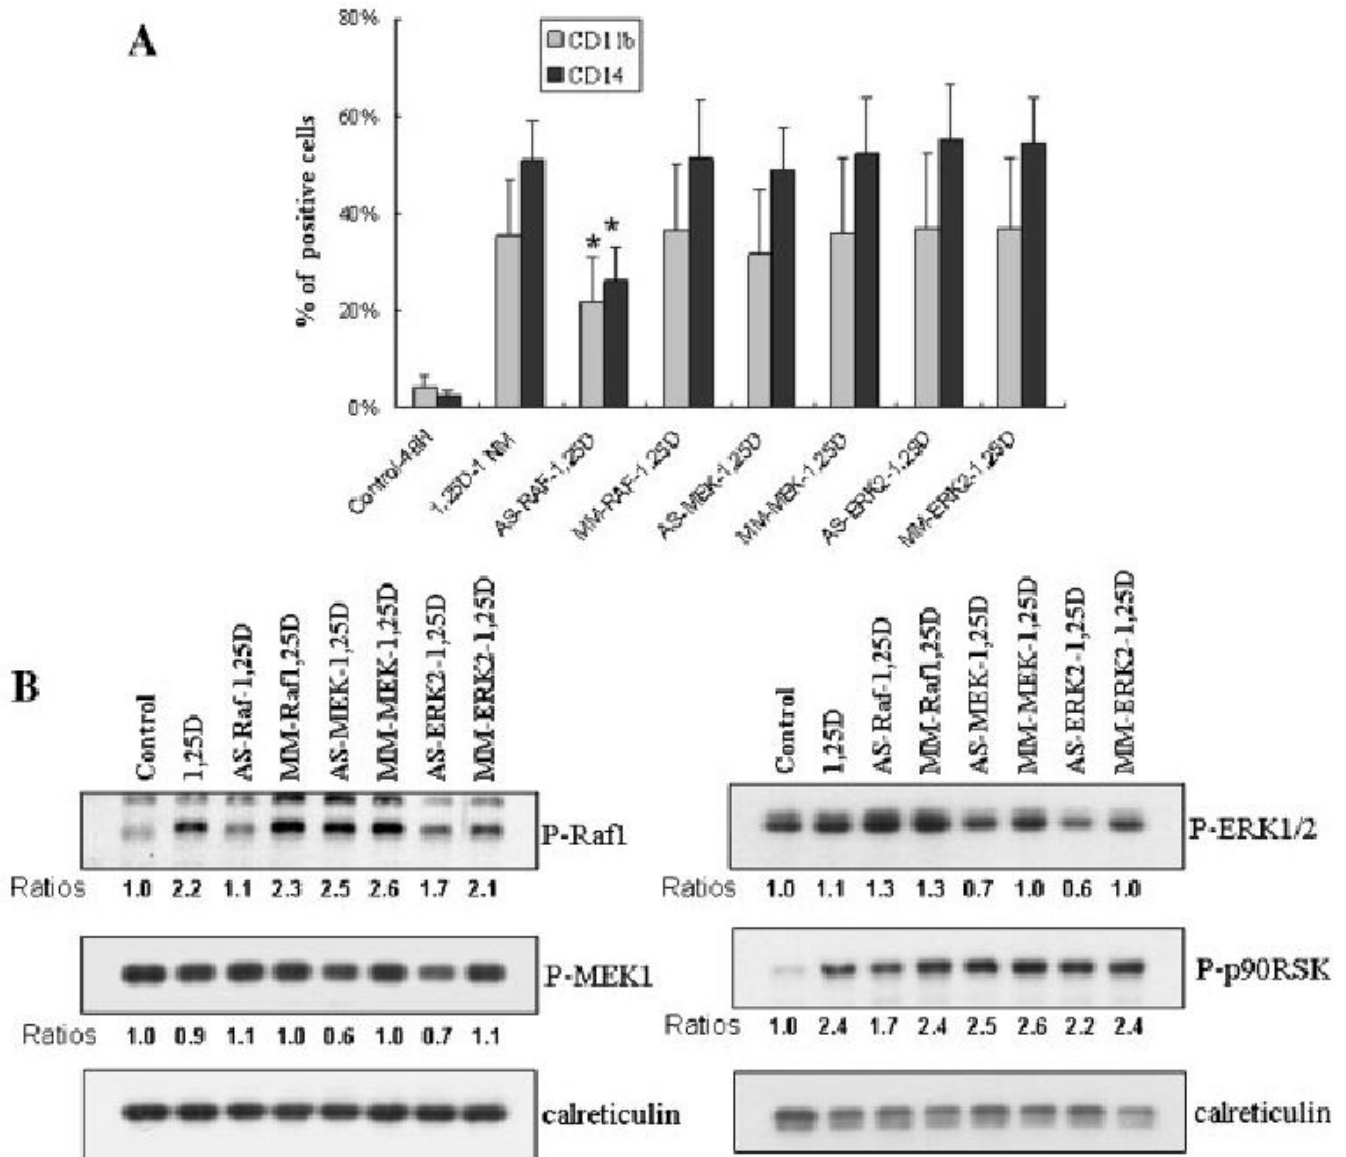 A
CD11b
CD14
% of positive cells
80%
60%
40%
20%
0%
* *
Control-48H
1,25D-1 NM
AS-RAF-1,25D
MM-RAF-1,25D
AS-MEK-1,25D
MM-MEK-1,25D
AS-ERK2-1,25D
MM-ERK2-1,25D
B
Control
1,25D
AS-Raf-1,25D
MM-Raf1,25D
AS-MEK-1,25D
MM-MEK-1,25D
AS-ERK2-1,25D
MM-ERK2-1,25D
P-Raf1
Ratios 1.0 2.2 1.1 2.3 2.5 2.6 1.7 2.1
P-MEK1
Ratios 1.0 0.9 1.1 1.0 0.6 1.0 0.7 1.1
calreticulin
Control
1,25D
AS-Raf-1,25D
MM-Raf1,25D
AS-MEK-1,25D
MM-MEK-1,25D
AS-ERK2-1,25D
MM-ERK2-1,25D
P-ERK1/2
Ratios 1.0 1.1 1.3 1.3 0.7 1.0 0.6 1.0
P-p90RSK
Ratios 1.0 2.4 1.7 2.4 2.5 2.6 2.2 2.4
calreticulin